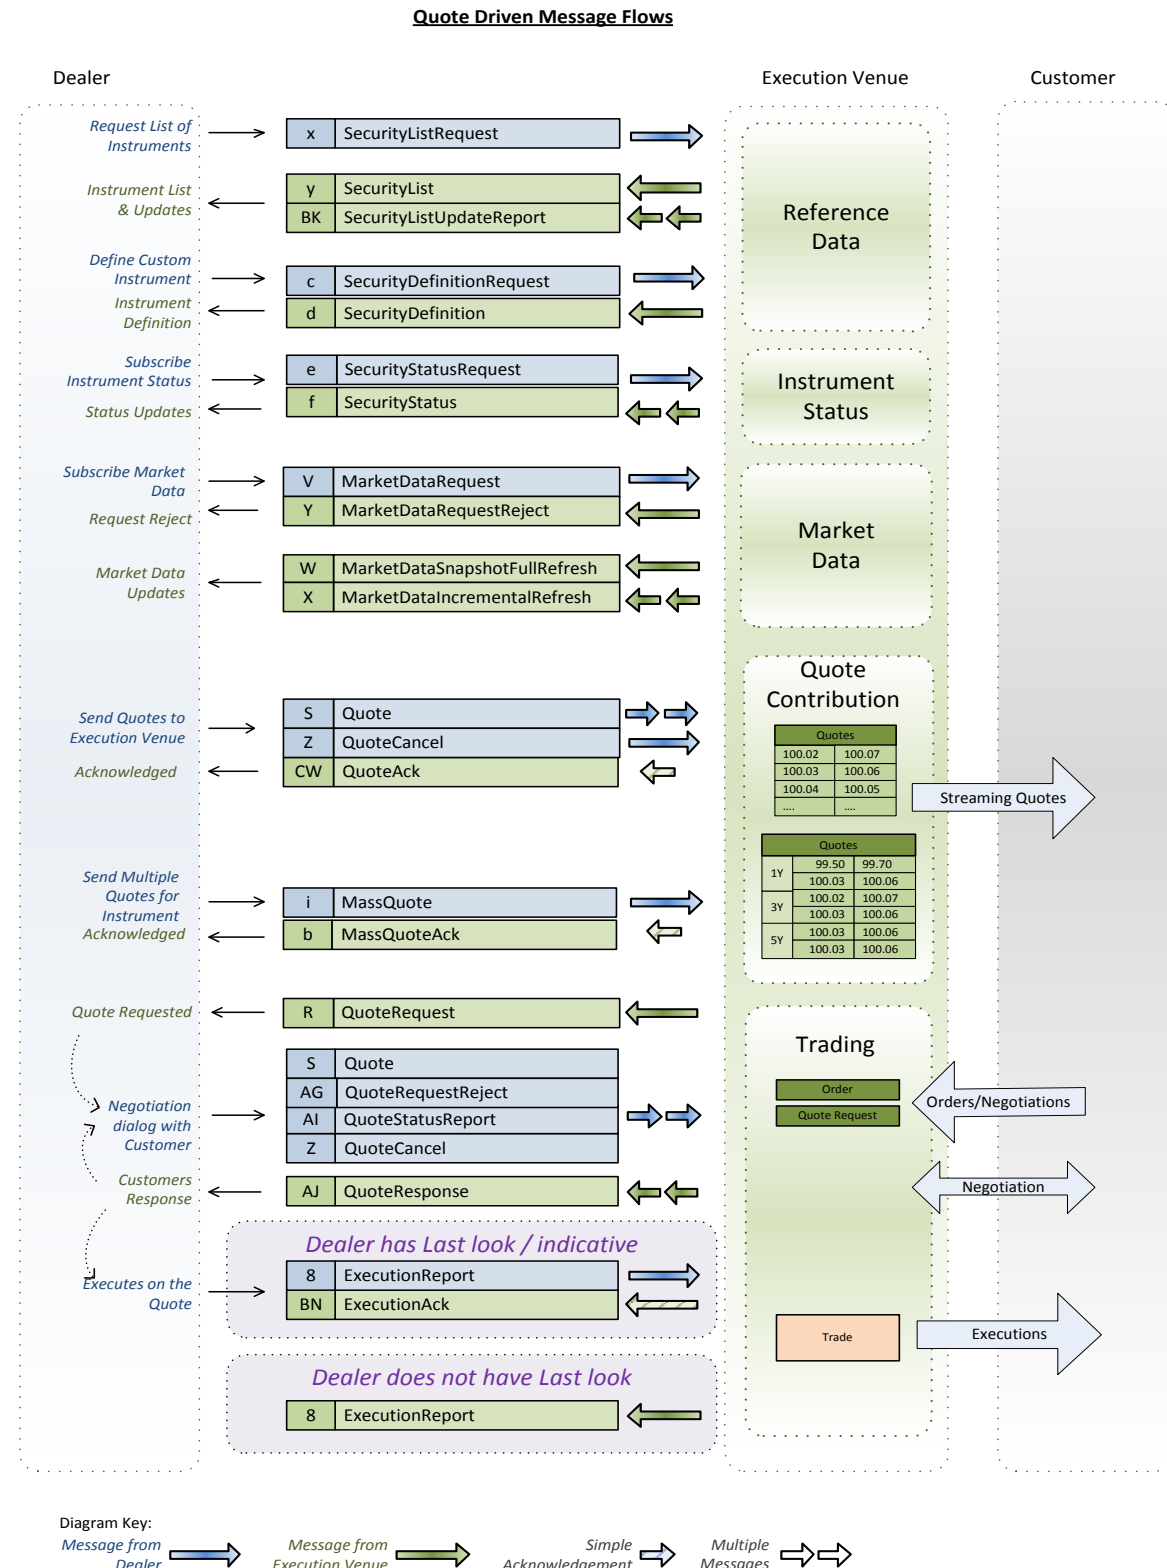 Quote Driven Message Flows
Dealer
Execution Venue
Customer
Request List of
Instruments
x SecurityListRequest
Instrument List
& Updates
y SecurityList
BK SecurityListUpdateReport
Reference
Data
Define Custom
Instrument
c SecurityDefinitionRequest
Instrument
Definition
d SecurityDefinition
Subscribe
Instrument Status
e SecurityStatusRequest
Status Updates
f SecurityStatus
Instrument
Status
Subscribe Market
Data
V MarketDataRequest
Request Reject
Y MarketDataRequestReject
Market Data
Updates
W MarketDataSnapshotFullRefresh
X MarketDataIncrementalRefresh
Market
Data
Quote
Contribution
Send Quotes to
Execution Venue
S Quote
Z QuoteCancel
Acknowledged
CW QuoteAck
Quotes
100.02 100.07
100.03 100.06
100.04 100.05
.... ....
Streaming Quotes
Quotes
1Y 99.50 99.70
100.03 100.06
3Y 100.02 100.07
100.03 100.06
5Y 100.03 100.06
100.03 100.06
Send Multiple
Quotes for
Instrument
i MassQuote
Acknowledged
b MassQuoteAck
Quote Requested
R QuoteRequest
Trading
Order
Quote Request
Orders/Negotiations
S Quote
AG QuoteRequestReject
AI QuoteStatusReport
Z QuoteCancel
Negotiation
dialog with
Customer
Customers
Response
AJ QuoteResponse
Negotiation
Dealer has Last look / indicative
8 ExecutionReport
BN ExecutionAck
Executes on the
Quote
Trade
Executions
Dealer does not have Last look
8 ExecutionReport
Diagram Key:
Message from
Dealer
Message from
Execution Venue
Simple
Acknowledgement
Multiple
Messages